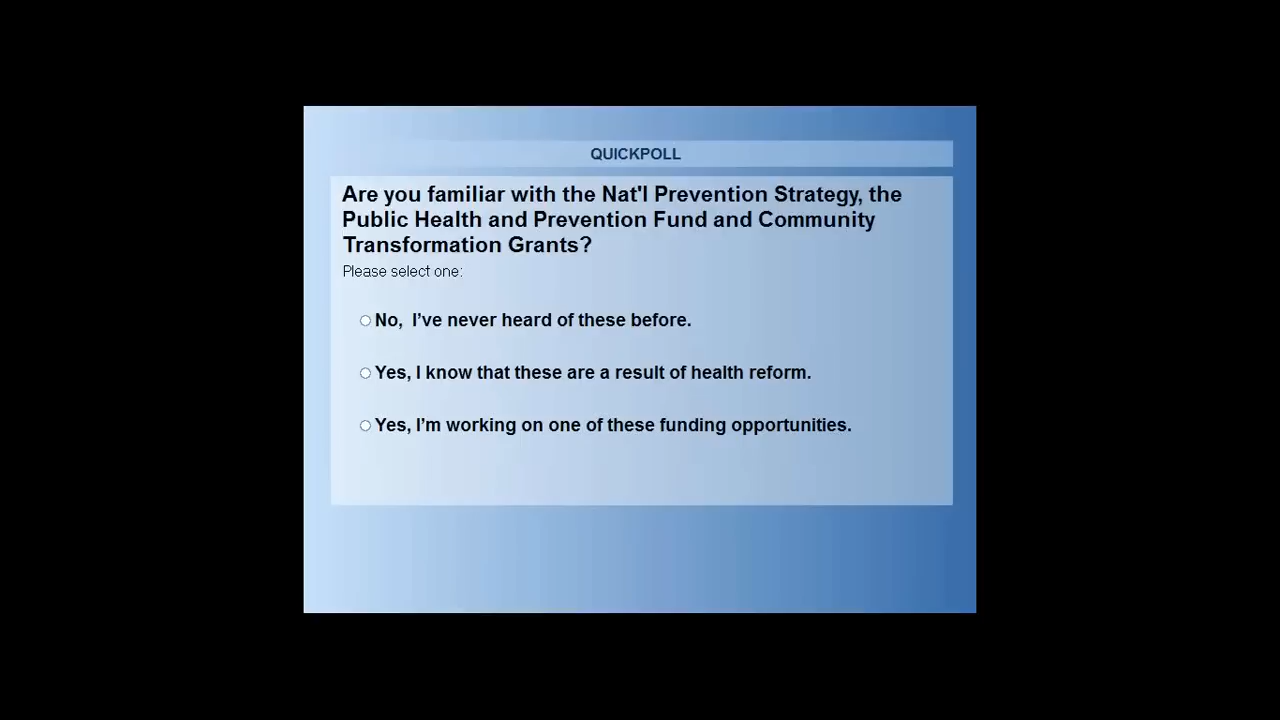 QUICKPOLL
Are you familiar with the Nat'l Prevention Strategy, the
Public Health and Prevention Fund and Community
Transformation Grants?
Please select one:
No,  I’ve never heard of these before.
Yes, I know that these are a result of health reform.
Yes, I’m working on one of these funding opportunities.